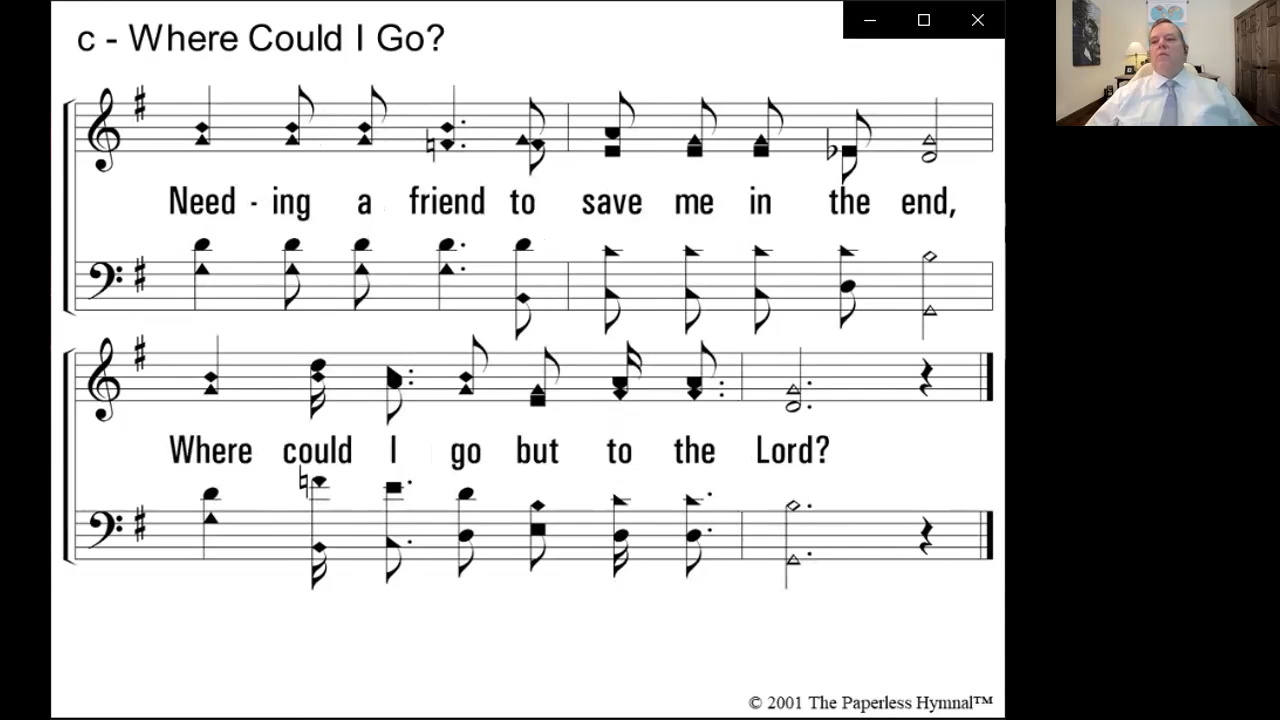 c - Where Could I Go?
Need - ing a friend to save me in the end,
Where could I go but to the Lord?
© 2001 The Paperless Hymnal™